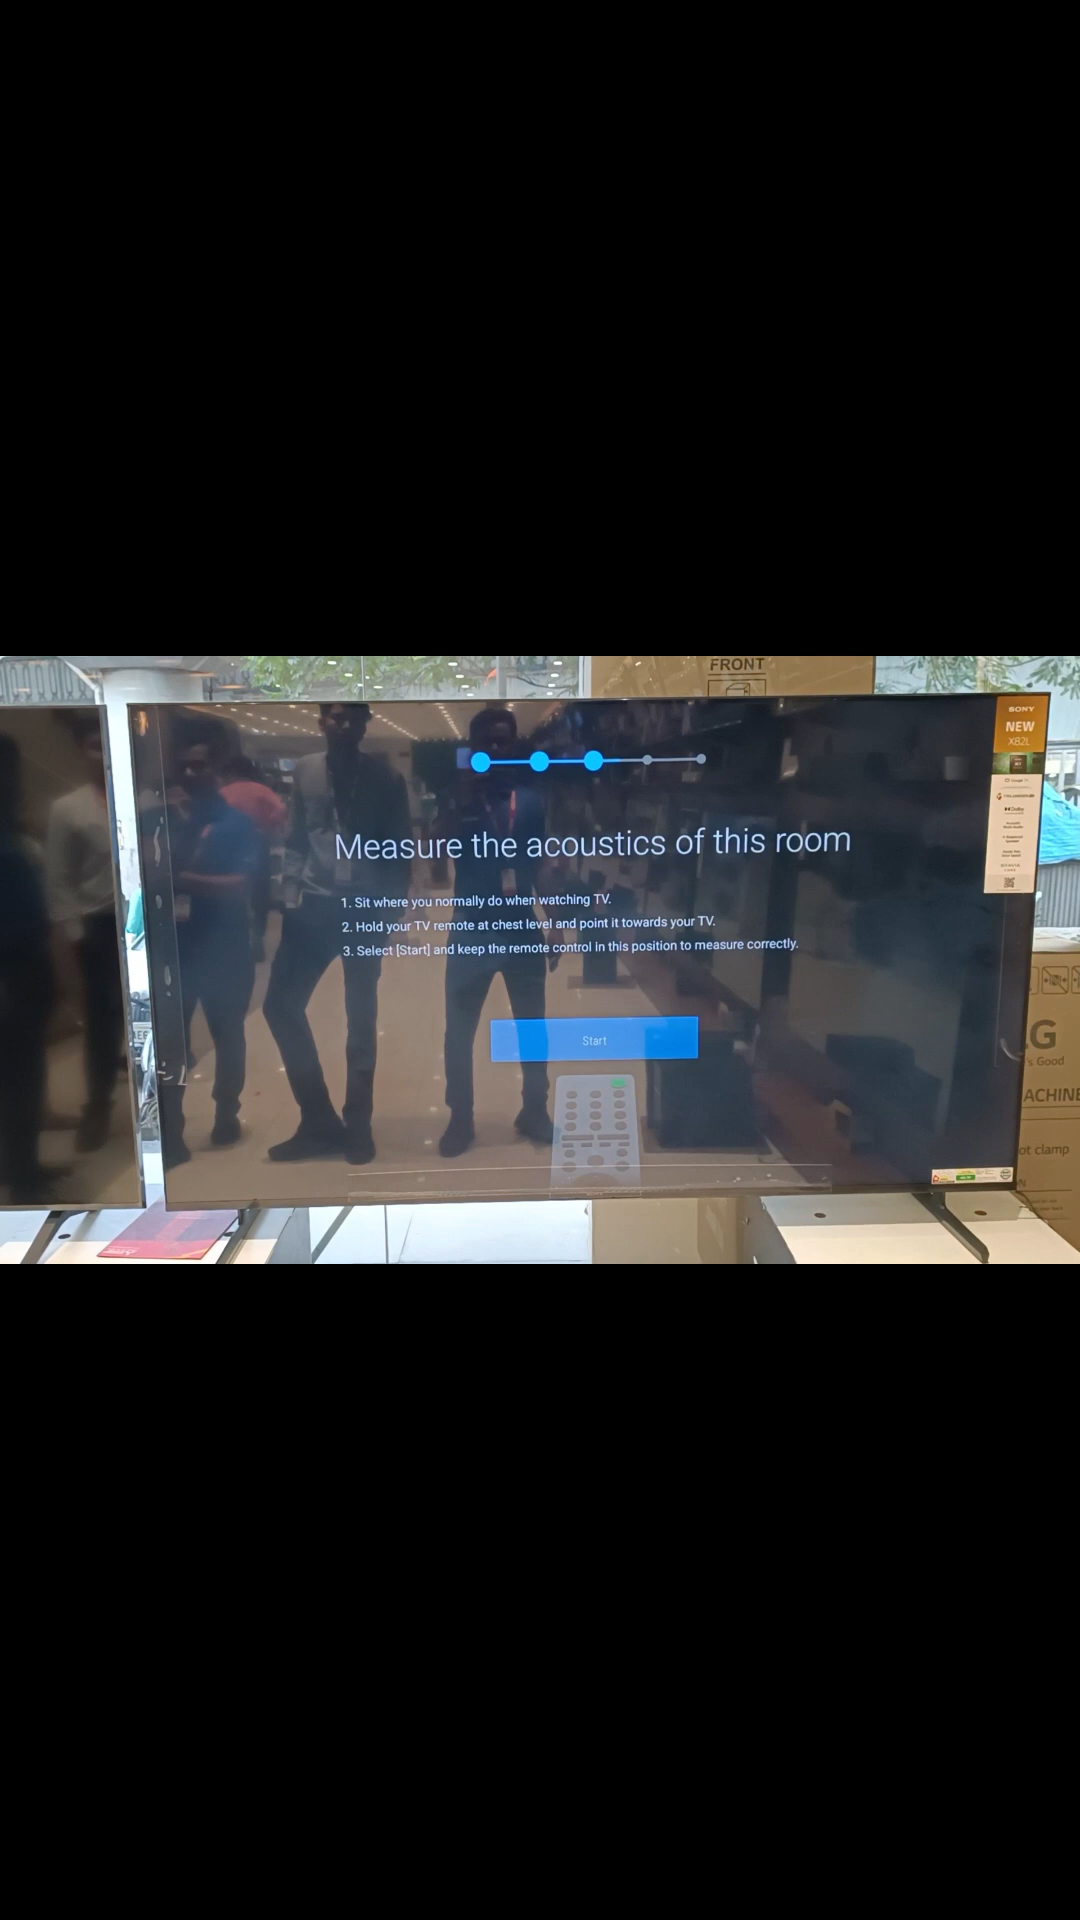 FRONT
SONY
NEW
X82L
Measure the acoustics of this room
1. Sit where you normally do when watching TV.
2. Hold your TV remote at chest level and point it towards your TV.
3. Select [Start] and keep the remote control in this position to measure correctly.
Start
G
's Good
ACHINE
ot clamp